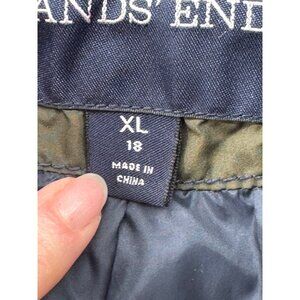 ANDS' END
XL
18
MADE IN
CHINA